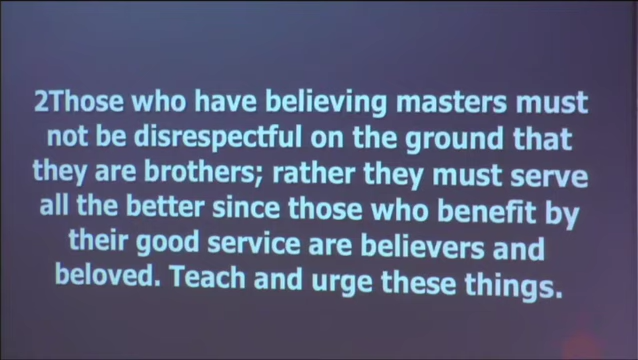 2Those who have believing masters must
not be disrespectful on the ground that
they are brothers; rather they must serve
all the better since those who benefit by
their good service are believers and
beloved. Teach and urge these things.